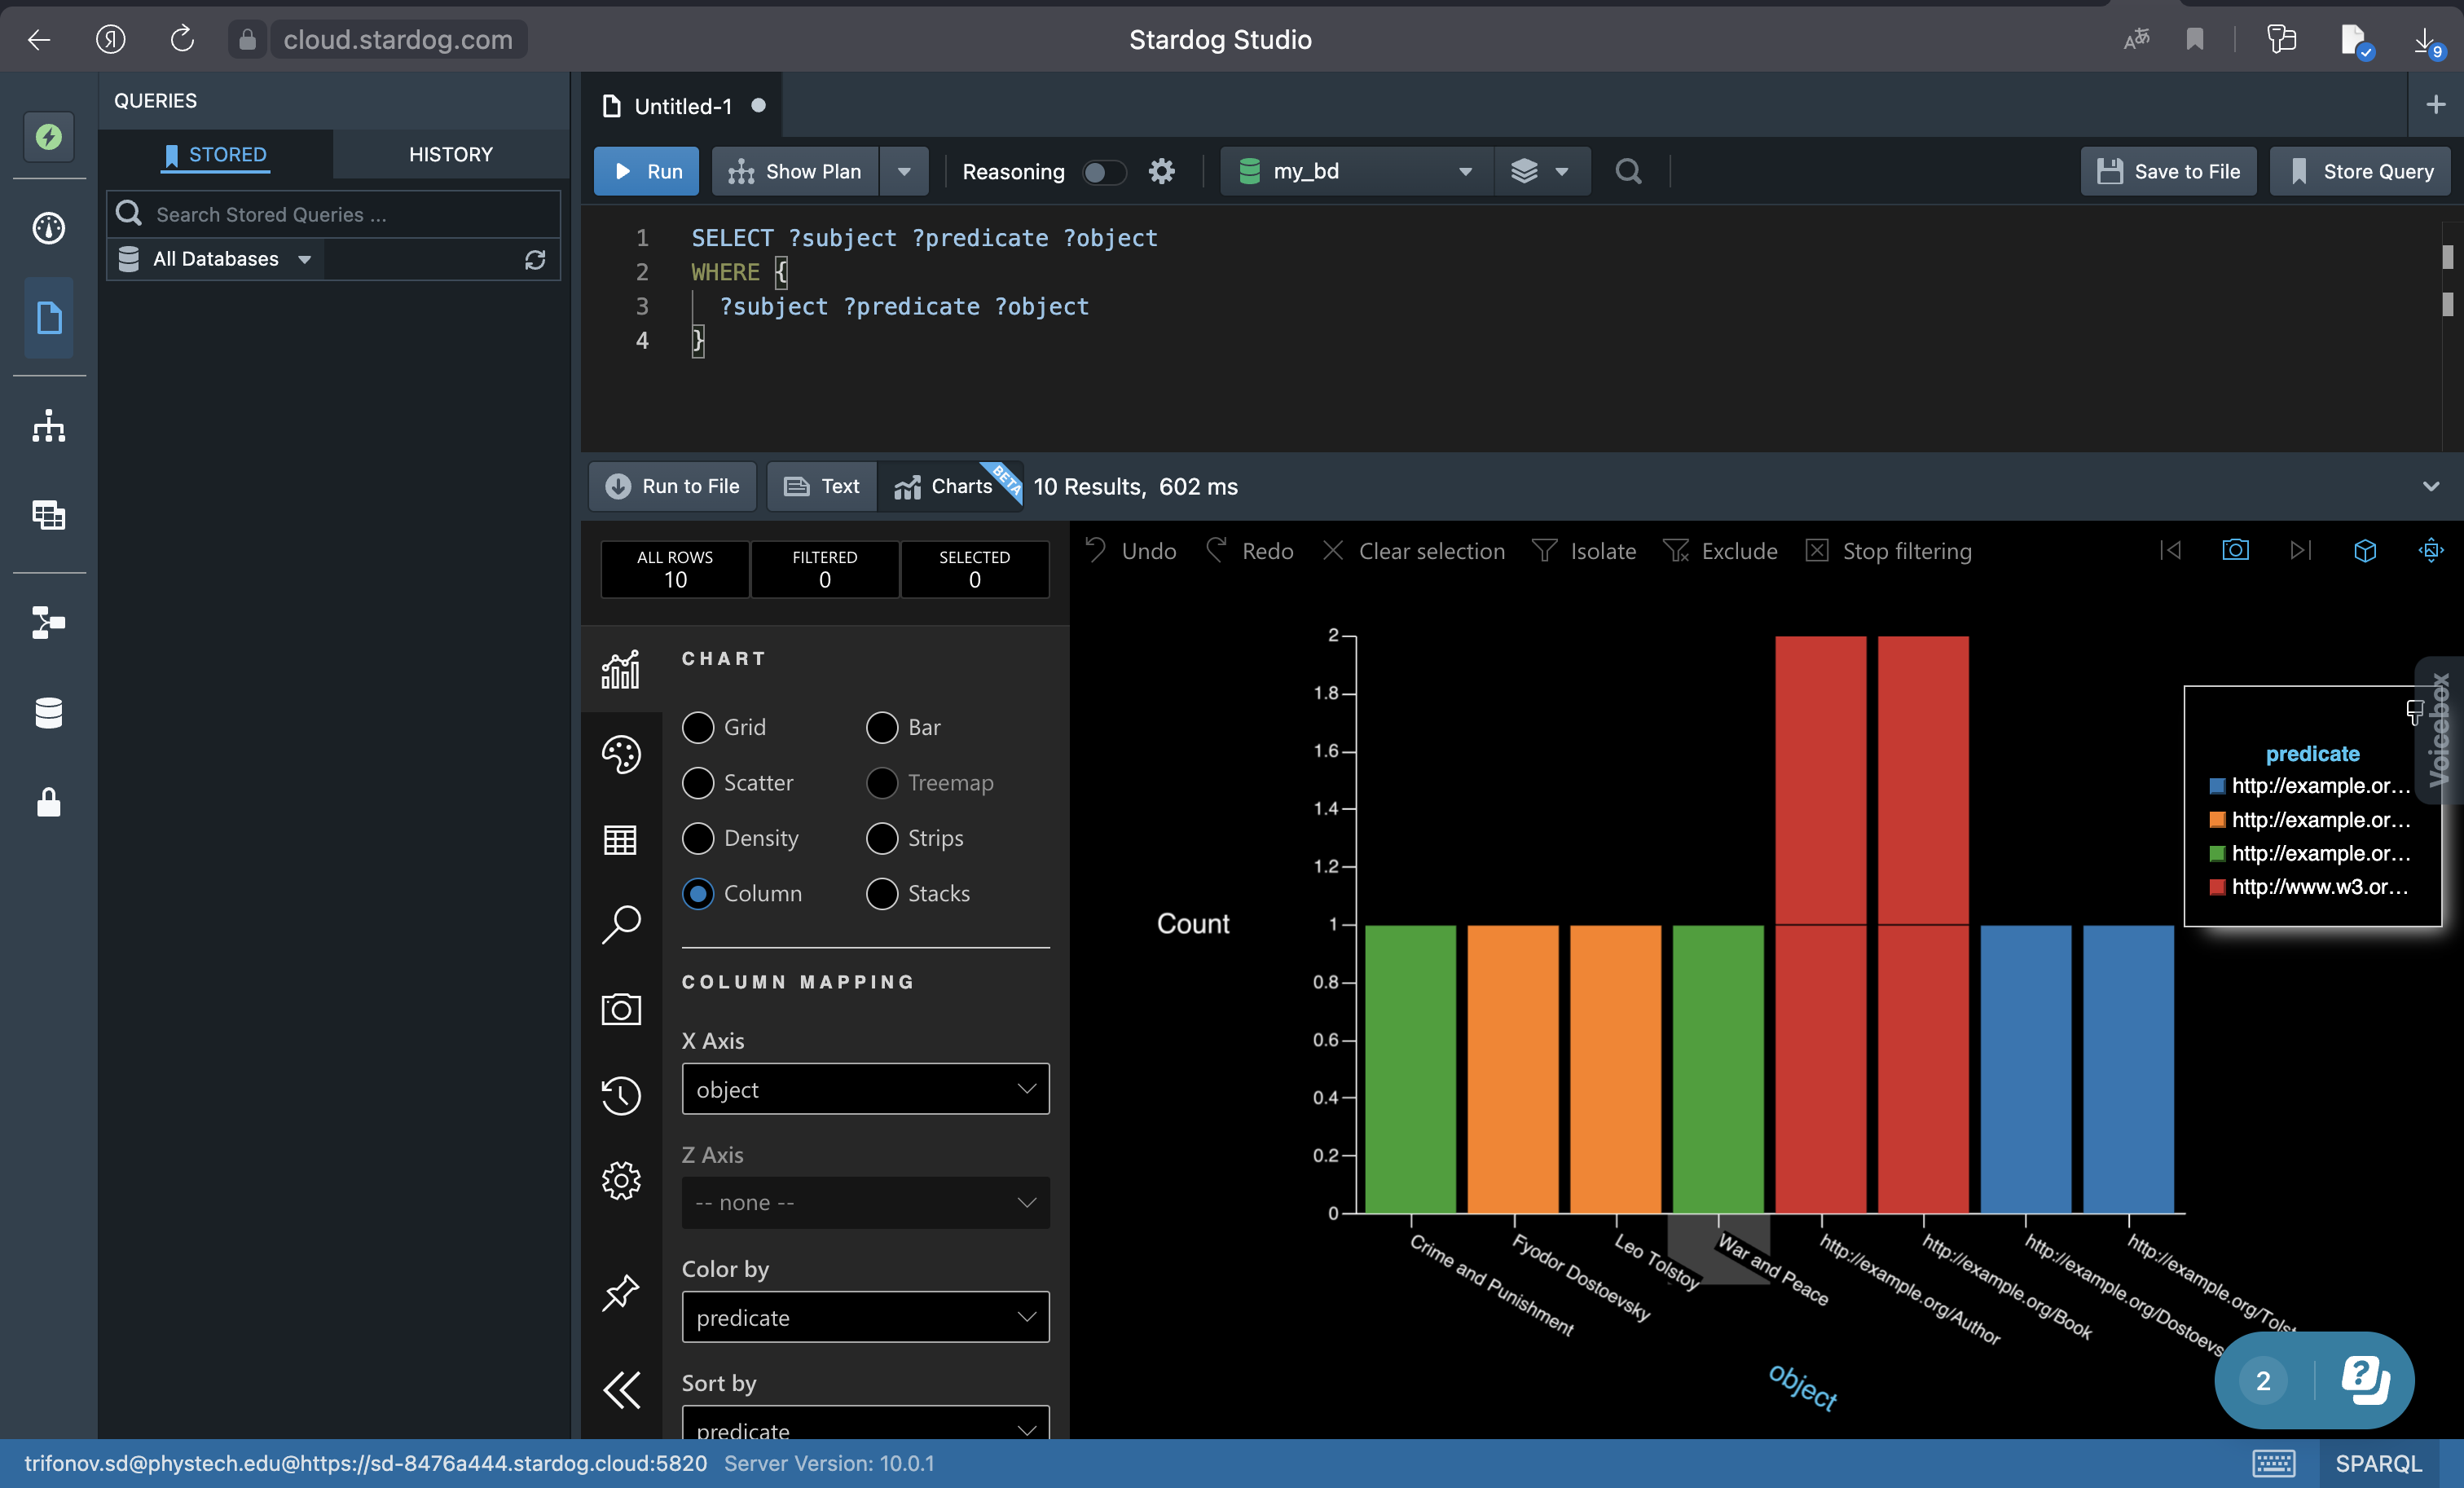 cloud.stardog.com
Stardog Studio
9
QUERIES
STORED
HISTORY
Search Stored Queries ...
All Databases
Untitled-1
Run
Show Plan
Reasoning
my_bd
Save to File
Store Query
1 SELECT ?subject ?predicate ?object
2 WHERE {
3 ?subject ?predicate ?object
4 }
Run to File
Text
Charts
BETA
10 Results, 602 ms
ALL ROWS
10
FILTERED
0
SELECTED
0
Undo
Redo
Clear selection
Isolate
Exclude
Stop filtering
CHART
Grid
Bar
Scatter
Treemap
Density
Strips
Column
Stacks
COLUMN MAPPING
X Axis
object
Z Axis
-- none --
Color by
predicate
Sort by
predicate
Count
2
1.8
1.6
1.4
1.2
1
0.8
0.6
0.4
0.2
0
Crime and Punishment
Fyodor Dostoevsky
Leo Tolstoy
War and Peace
http://example.org/Author
http://example.org/Book
http://example.org/Dostoevs
http://example.org/Tolst
object
predicate
http://example.or...
http://example.or...
http://example.or...
http://www.w3.or...
Voicebox
2
trifonov.sd@phystech.edu@https://sd-8476a444.stardog.cloud:5820 Server Version: 10.0.1
SPARQL